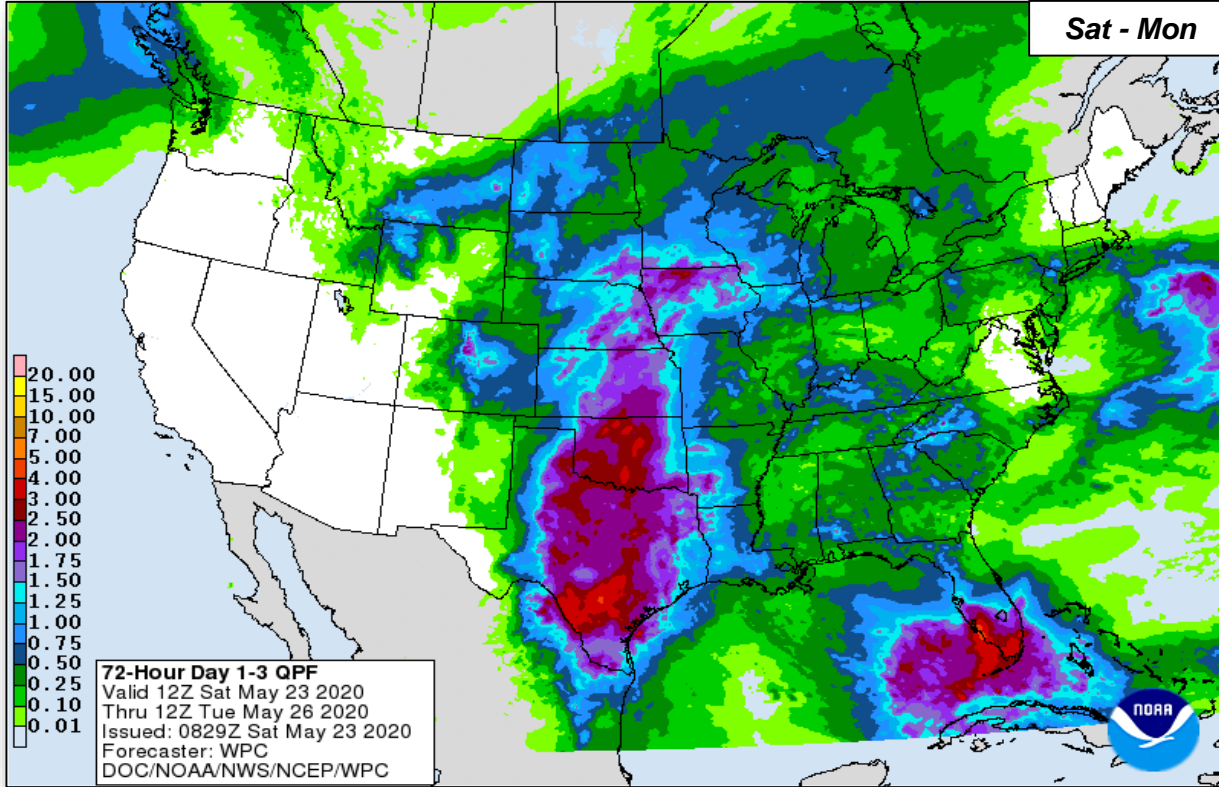 Sat - Mon
20.00
15.00
10.00
7.00
5.00
4.00
3.00
2.50
2.00
1.75
1.50
1.25
1.00
0.75
0.50
0.25
0.10
0.01
72-Hour Day 1-3 QPF
Valid 12Z Sat May 23 2020
Thru 12Z Tue May 26 2020
Issued: 0829Z Sat May 23 2020
Forecaster: WPC
DOC/NOAA/NWS/NCEP/WPC
NOAA